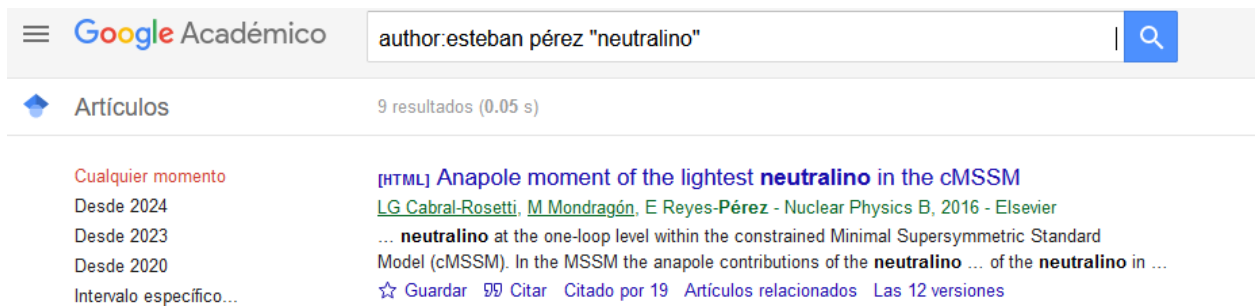 Google Académico
author:esteban pérez "neutralino"
Artículos
9 resultados (0.05 s)
Cualquier momento
Desde 2024
Desde 2023
Desde 2020
Intervalo específico...
[HTML] Anapole moment of the lightest neutralino in the cMSSM
LG Cabral-Rosetti, M Mondragón, E Reyes-Pérez - Nuclear Physics B, 2016 - Elsevier
... neutralino at the one-loop level within the constrained Minimal Supersymmetric Standard
Model (cMSSM). In the MSSM the anapole contributions of the neutralino ... of the neutralino in ...
Guardar Citar Citado por 19 Artículos relacionados Las 12 versiones